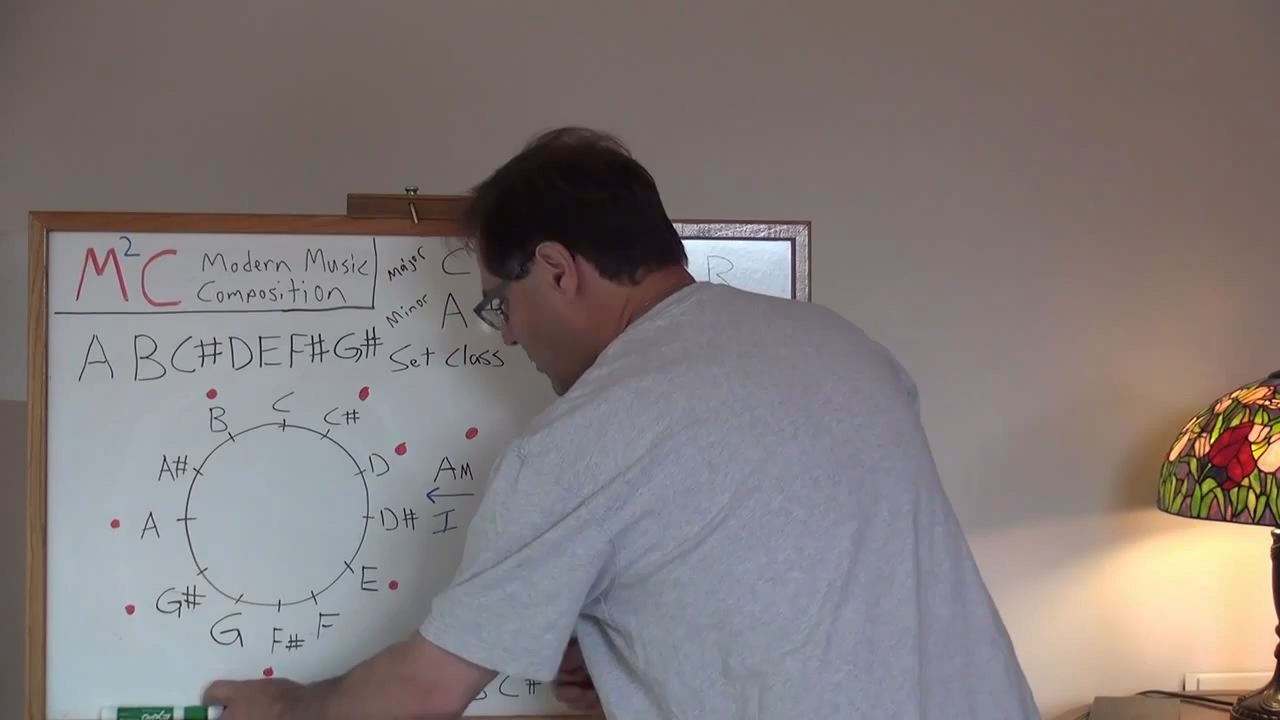 M²C Modern Music
Composition
Major C
Minor A
A B C# D E F# G# Set Class
C
B C#
A# D
Am
A D#
I
G# E
G F# F
C#
R